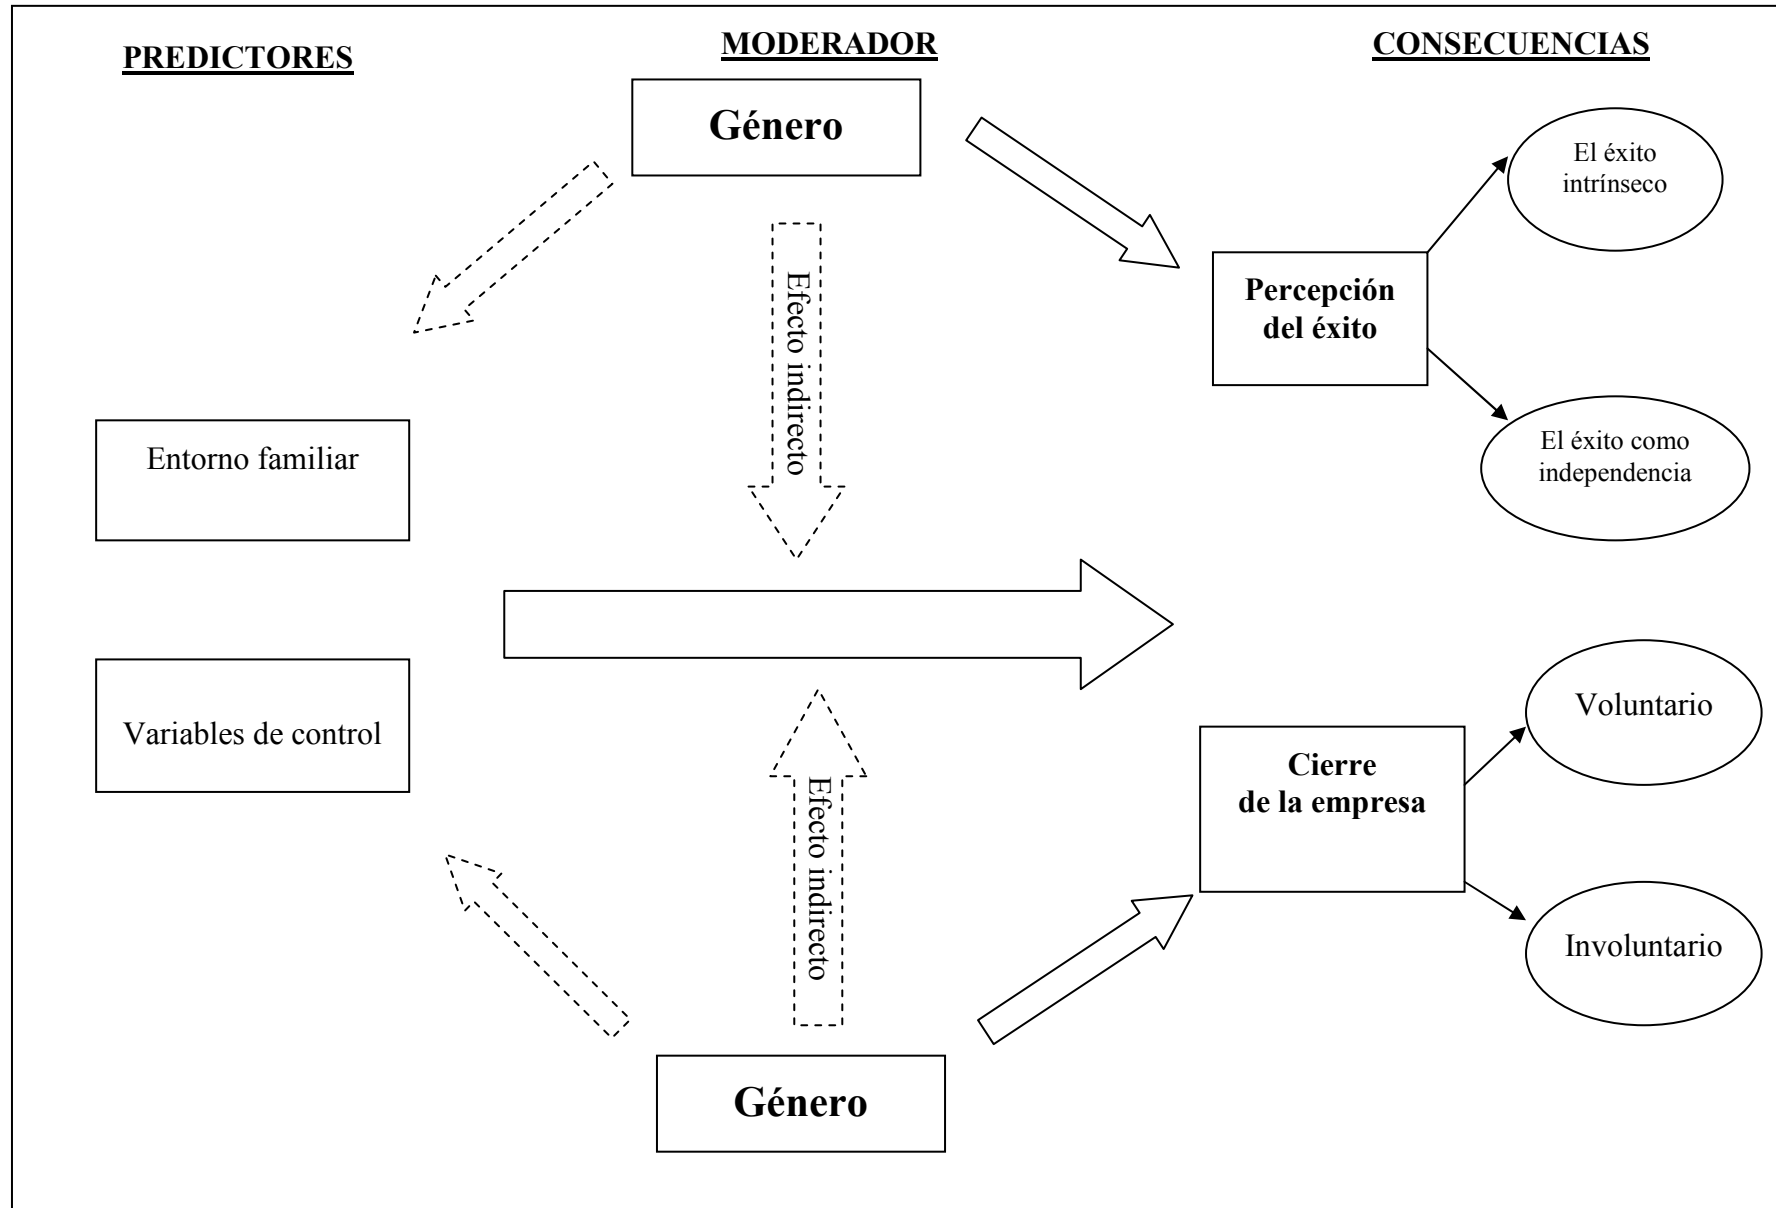 PREDICTORES
MODERADOR
CONSECUENCIAS
Género
El éxito
intrínseco
Percepción
del éxito
Efecto indirecto
El éxito como
independencia
Entorno familiar
Variables de control
Voluntario
Cierre
de la empresa
Efecto indirecto
Involuntario
Género